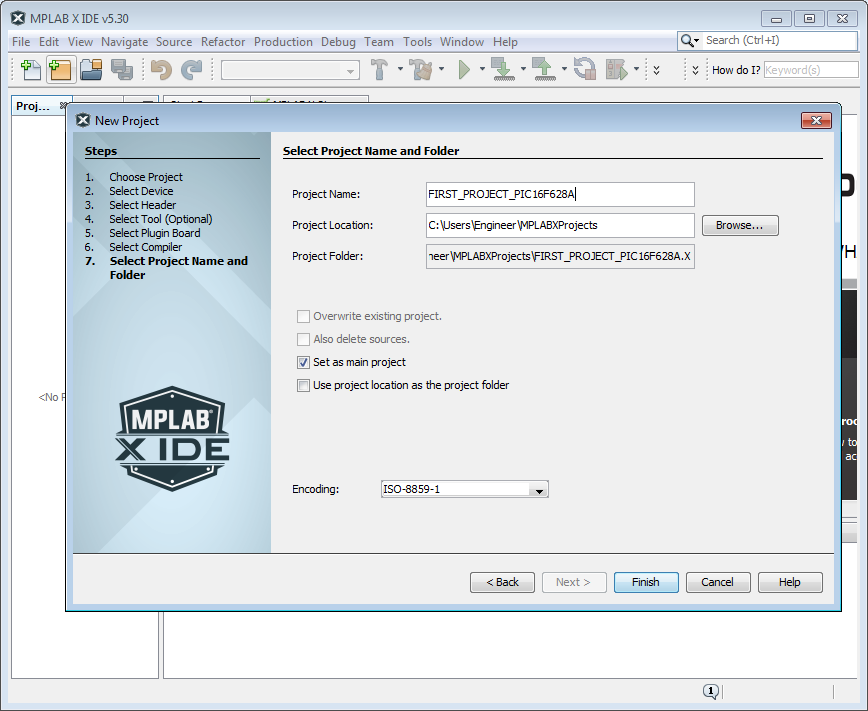 MPLAB X IDE v5.30
File Edit View Navigate Source Refactor Production Debug Team Tools Window Help
Search (Ctrl+I)
How do I? Keyword(s)
Proj...
New Project
Steps
1. Choose Project
2. Select Device
3. Select Header
4. Select Tool (Optional)
5. Select Plugin Board
6. Select Compiler
7. Select Project Name and
Folder
MPLAB
X IDE
Select Project Name and Folder
Project Name: FIRST_PROJECT_PIC16F628A
Project Location: C:\Users\Engineer\MPLABXProjects Browse...
Project Folder: neer\MPLABXProjects\FIRST_PROJECT_PIC16F628A.X
Overwrite existing project.
Also delete sources.
Set as main project
Use project location as the project folder
Encoding: ISO-8859-1
< Back Next > Finish Cancel Help
<No
1